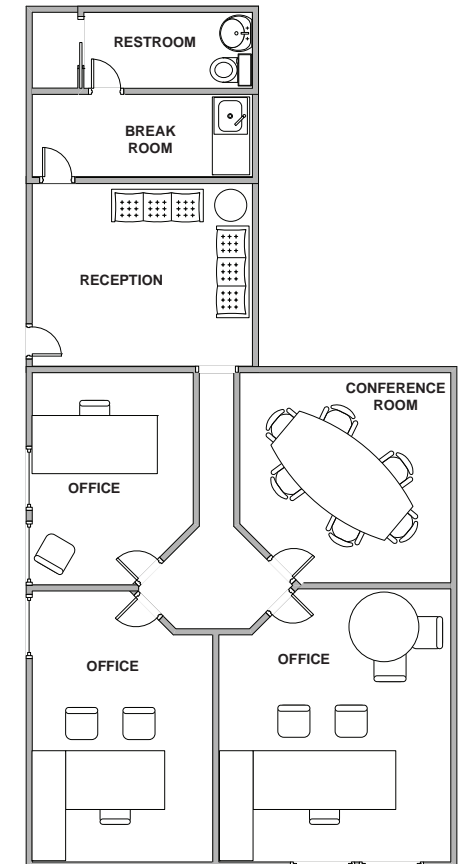 RESTROOM
BREAK
ROOM
RECEPTION
CONFERENCE
ROOM
OFFICE
OFFICE
OFFICE